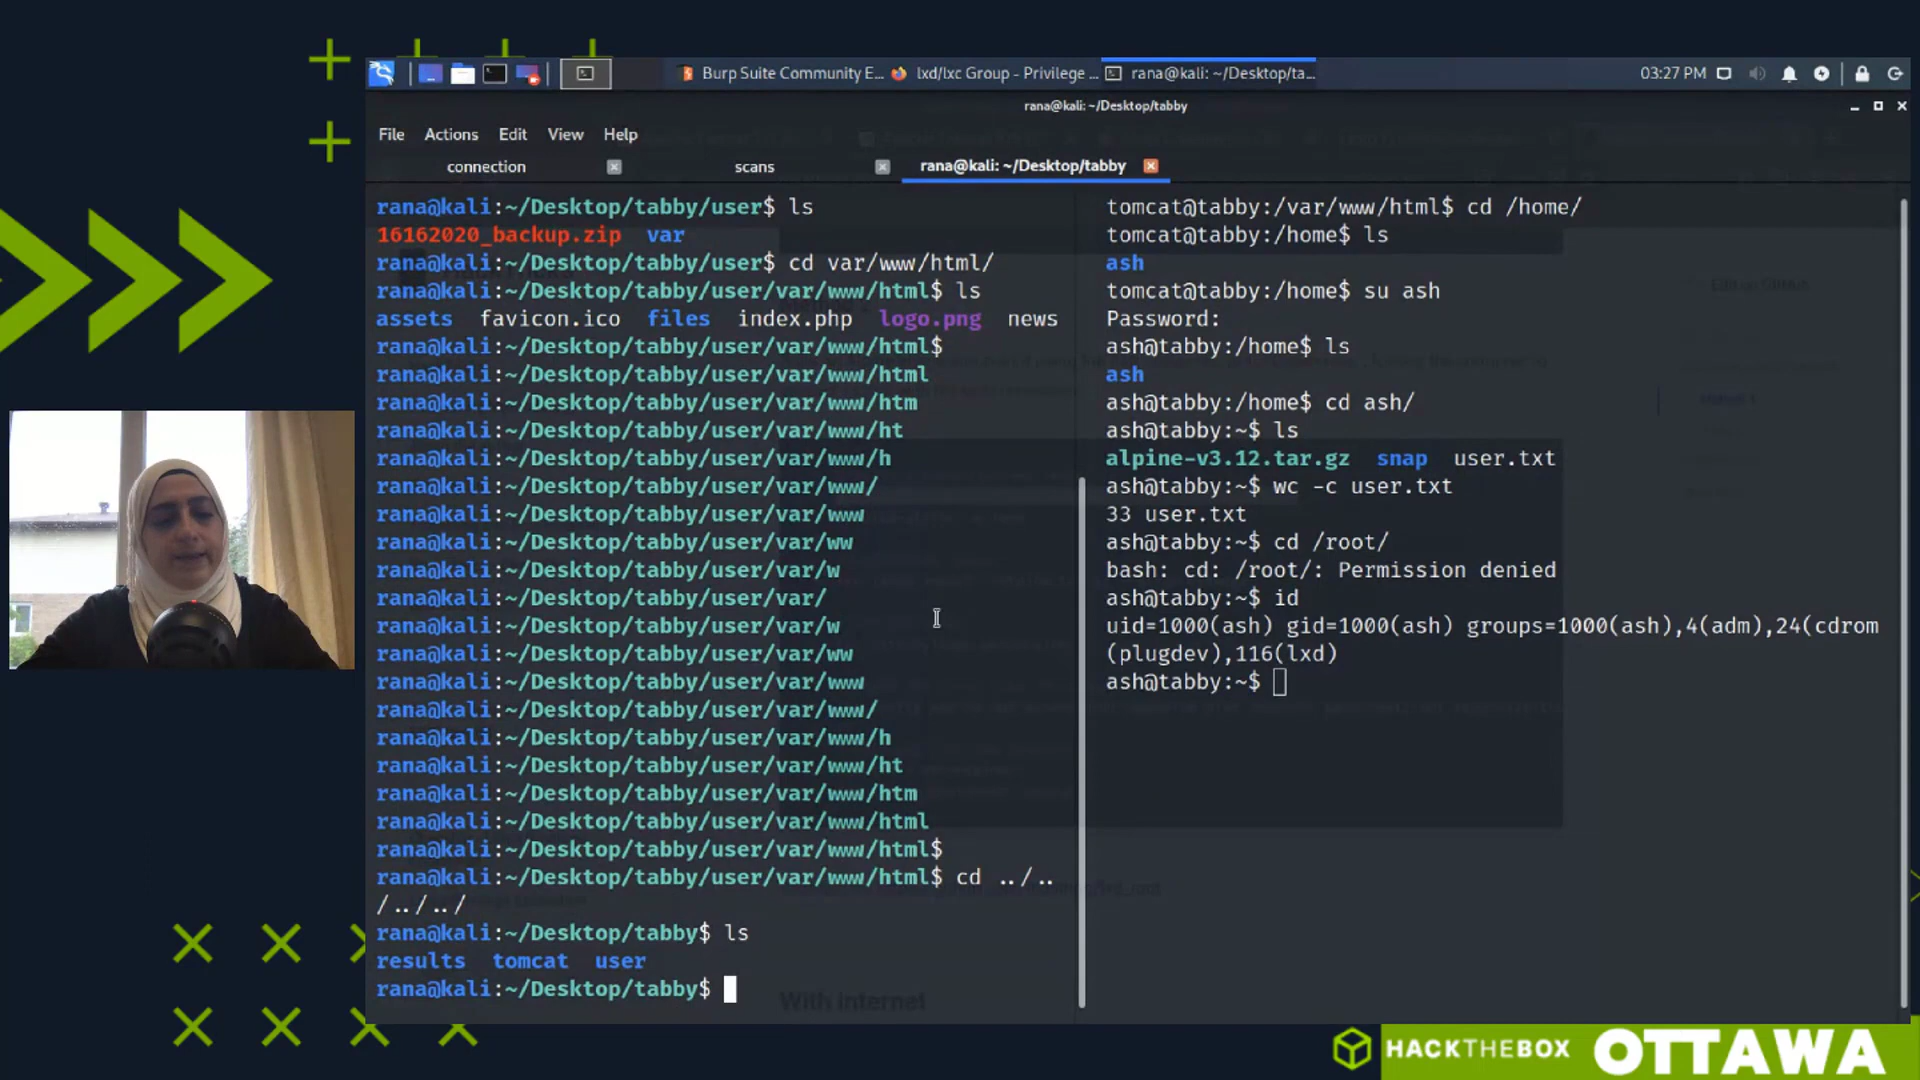 Burp Suite Community E...
lxd/lxc Group - Privilege ...
rana@kali: ~/Desktop/ta...
03:27 PM
rana@kali: ~/Desktop/tabby
File Actions Edit View Help
connection
scans
rana@kali: ~/Desktop/tabby
rana@kali:~/Desktop/tabby/user$ ls
16162020_backup.zip var
rana@kali:~/Desktop/tabby/user$ cd var/www/html/
rana@kali:~/Desktop/tabby/user/var/www/html$ ls
assets favicon.ico files index.php logo.png news
rana@kali:~/Desktop/tabby/user/var/www/html$
rana@kali:~/Desktop/tabby/user/var/www/html
rana@kali:~/Desktop/tabby/user/var/www/htm
rana@kali:~/Desktop/tabby/user/var/www/ht
rana@kali:~/Desktop/tabby/user/var/www/h
rana@kali:~/Desktop/tabby/user/var/www/
rana@kali:~/Desktop/tabby/user/var/www
rana@kali:~/Desktop/tabby/user/var/ww
rana@kali:~/Desktop/tabby/user/var/w
rana@kali:~/Desktop/tabby/user/var/
rana@kali:~/Desktop/tabby/user/var/w
rana@kali:~/Desktop/tabby/user/var/ww
rana@kali:~/Desktop/tabby/user/var/www
rana@kali:~/Desktop/tabby/user/var/www/
rana@kali:~/Desktop/tabby/user/var/www/h
rana@kali:~/Desktop/tabby/user/var/www/ht
rana@kali:~/Desktop/tabby/user/var/www/htm
rana@kali:~/Desktop/tabby/user/var/www/html
rana@kali:~/Desktop/tabby/user/var/www/html$
rana@kali:~/Desktop/tabby/user/var/www/html$ cd ../..
/../../
rana@kali:~/Desktop/tabby$ ls
results tomcat user
rana@kali:~/Desktop/tabby$
tomcat@tabby:/var/www/html$ cd /home/
tomcat@tabby:/home$ ls
ash
tomcat@tabby:/home$ su ash
Password:
ash@tabby:/home$ ls
ash
ash@tabby:/home$ cd ash/
ash@tabby:~$ ls
alpine-v3.12.tar.gz snap user.txt
ash@tabby:~$ wc -c user.txt
33 user.txt
ash@tabby:~$ cd /root/
bash: cd: /root/: Permission denied
ash@tabby:~$ id
uid=1000(ash) gid=1000(ash) groups=1000(ash),4(adm),24(cdrom
(plugdev),116(lxd)
ash@tabby:~$
With internet
HACKTHEBOX OTTAWA